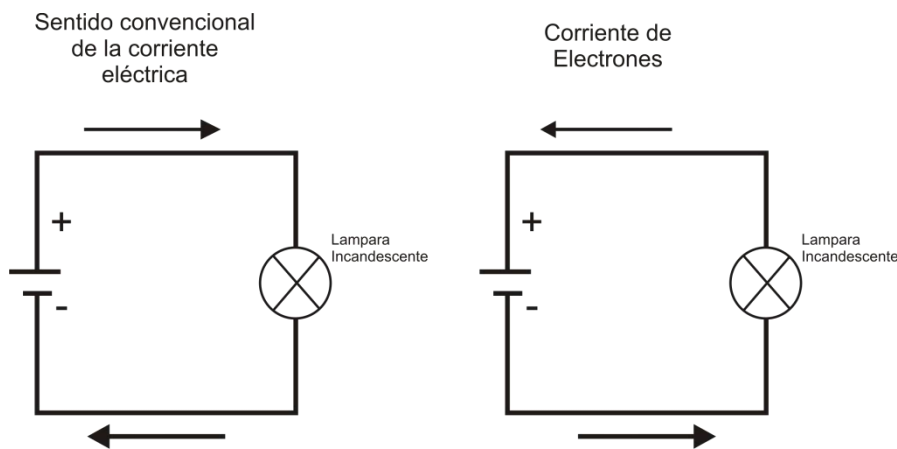 Sentido convencional
de la corriente
eléctrica
+
-
Lampara
Incandescente
Corriente de
Electrones
+
-
Lampara
Incandescente